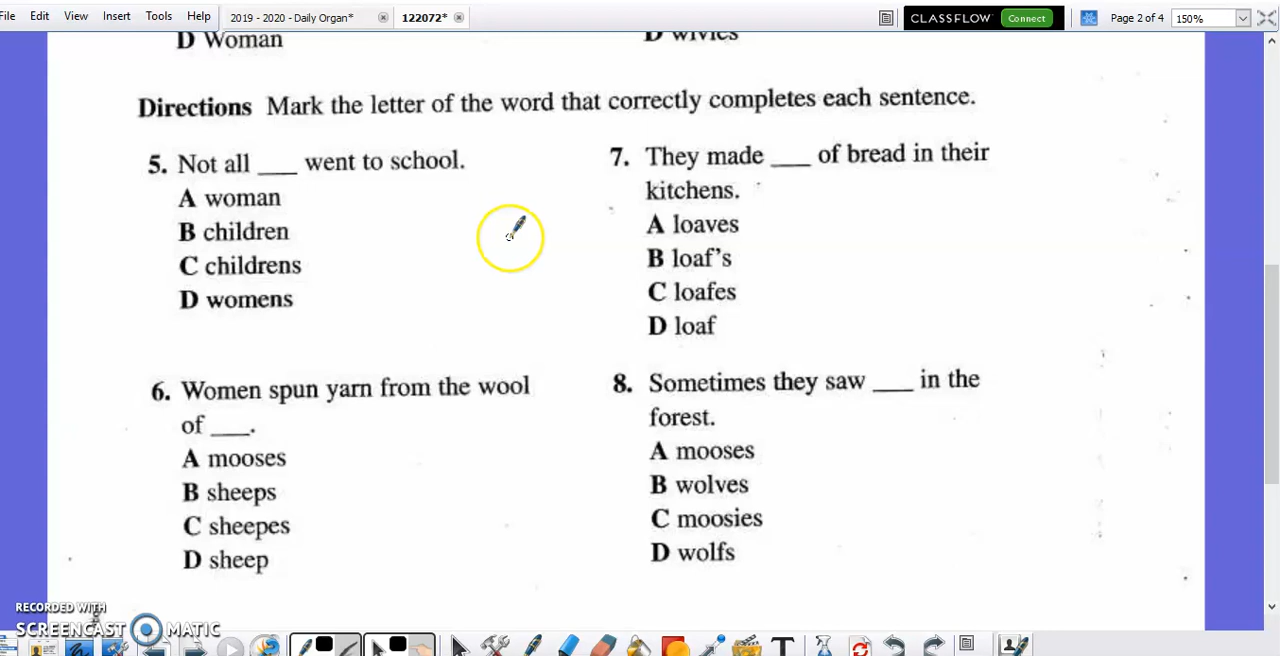 File Edit View Insert Tools Help 2019 - 2020 - Daily Organ* 122072* CLASSFLOW Connect Page 2 of 4 150%
D Woman
D wivies
Directions Mark the letter of the word that correctly completes each sentence.
5. Not all ___ went to school.
A woman
B children
C childrens
D womens
6. Women spun yarn from the wool
of ___.
A mooses
B sheeps
C sheepes
D sheep
7. They made ___ of bread in their
kitchens.
A loaves
B loaf's
C loafes
D loaf
8. Sometimes they saw ___ in the
forest.
A mooses
B wolves
C moosies
D wolfs
RECORDED WITH
SCREENCAST MATIC